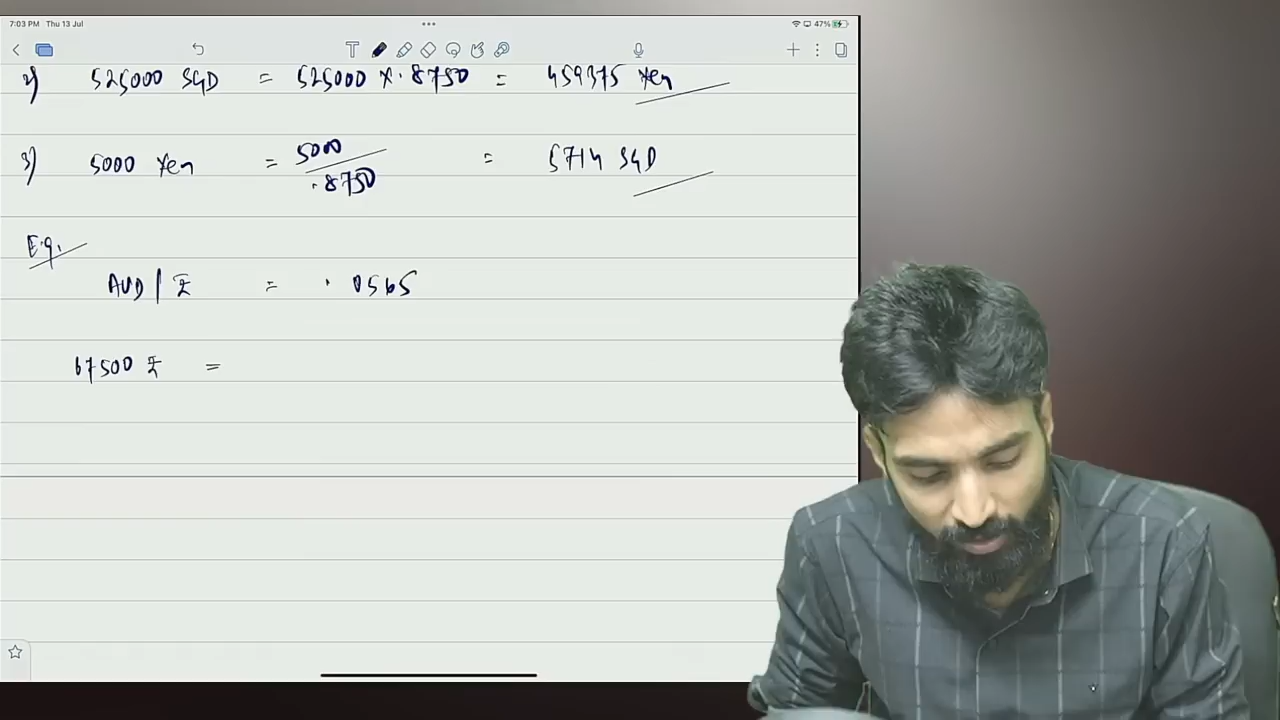 7:03 PM Thu 13 Jul
47%
2) 525000 SGD = 525000 x .8750 = 459375 Yen
3) 5000 Yen = 5000 / .8750 = 5714 SGD
Eg.
AUD | ₹ = .0565
67500 ₹ =